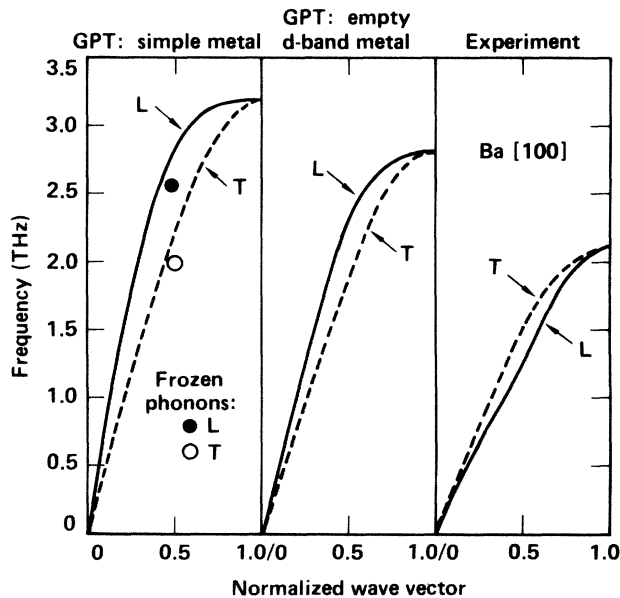 GPT: simple metal
GPT: empty
d-band metal
Experiment
3.5
3.0
2.5
2.0
1.5
1.0
0.5
0
Frequency (THz)
L
T
Frozen
phonons:
L
T
L
T
Ba [100]
T
L
0
0.5
1.0/0
0.5
1.0/0
0.5
1.0
Normalized wave vector